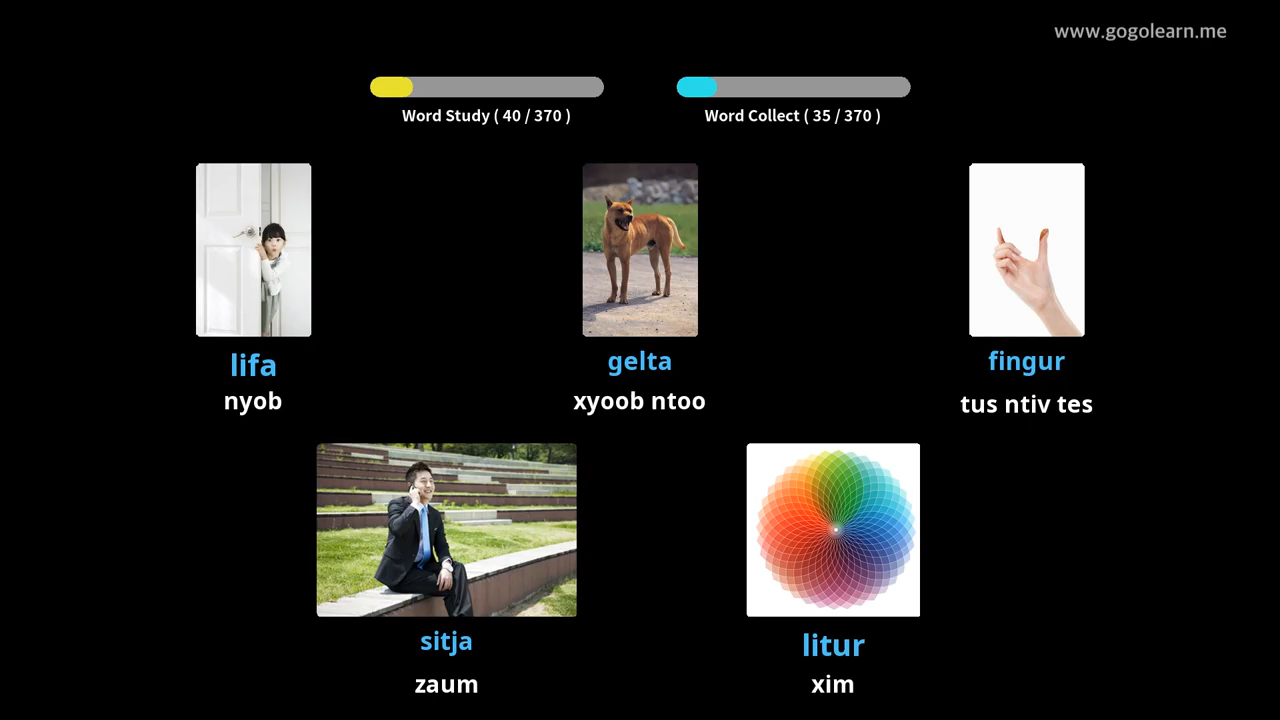 www.gogolearn.me
Word Study ( 40 / 370 )
Word Collect ( 35 / 370 )
lifa
nyob
gelta
xyoob ntoo
fingur
tus ntiv tes
sitja
zaum
litur
xim